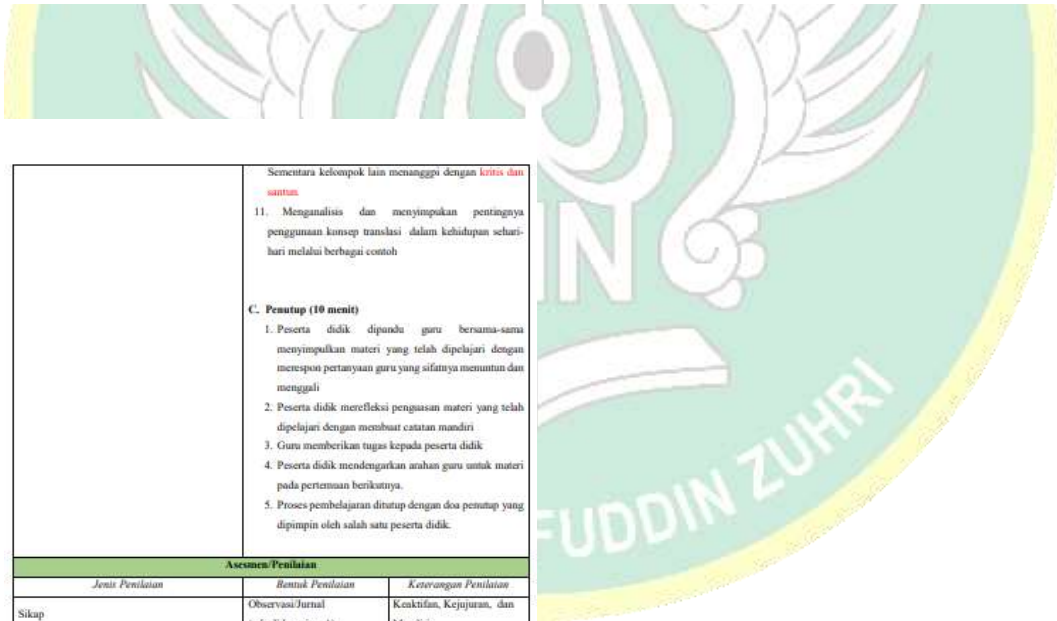 Sementara kelompok lain menanggpi dengan kritis dan
santun
11. Menganalisis dan menyimpukan pentingnya
penggunaan konsep translasi dalam kehidupan sehari-
hari melalui berbagai contoh
C. Penutup (10 menit)
1. Peserta didik dipandu guru bersama-sama
menyimpulkan materi yang telah dipelajari dengan
merespon pertanyaan guru yang sifatnya menuntun dan
menggali
2. Peserta didik merefleksi penguasan materi yang telah
dipelajari dengan membuat catatan mandiri
3. Guru memberikan tugas kepada peserta didik
4. Peserta didik mendengarkan arahan guru untuk materi
pada pertemuan berikutnya.
5. Proses pembelajaran ditutup dengan doa penutup yang
dipimpin oleh salah satu peserta didik.
Asesmen/Penilaian
Jenis Penilaian Bentuk Penilaian Keterangan Penilaian
Sikap
Observasi/Jurnal
Keaktifan, Kejujuran, dan
IN
FUDDIN ZUHRI